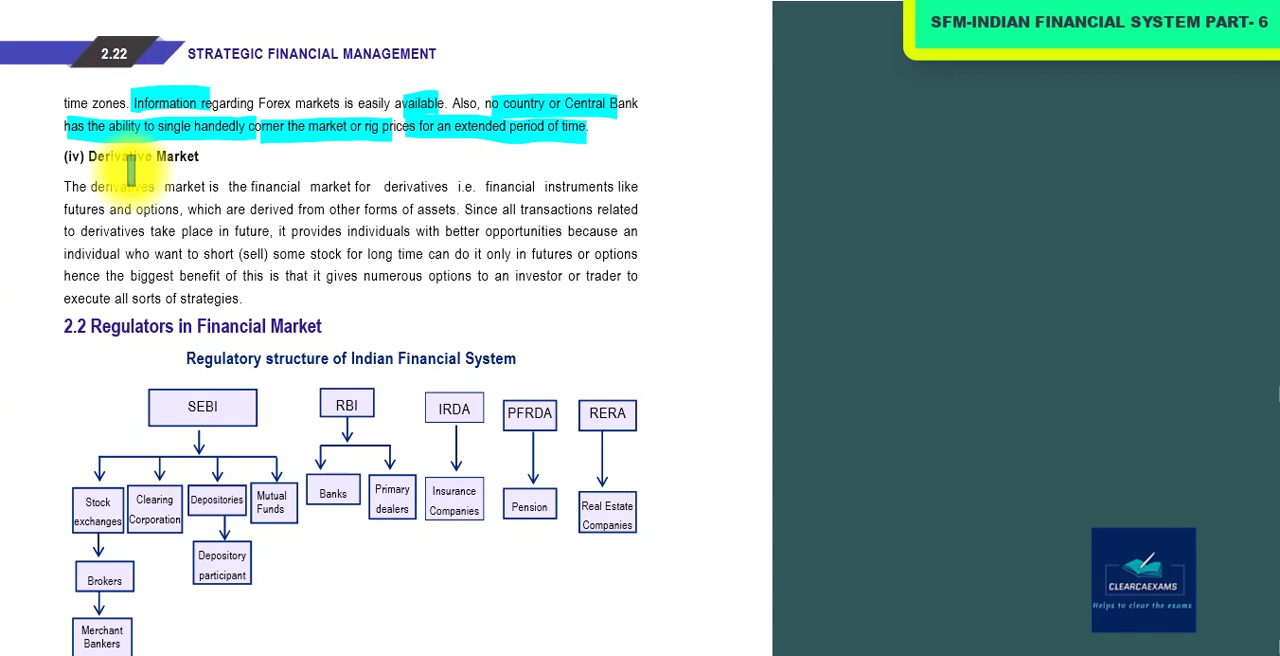 SFM-INDIAN FINANCIAL SYSTEM PART- 6
2.22 STRATEGIC FINANCIAL MANAGEMENT
time zones. Information regarding Forex markets is easily available. Also, no country or Central Bank
has the ability to single handedly corner the market or rig prices for an extended period of time.
(iv) Derivative Market
The derivatives market is the financial market for derivatives i.e. financial instruments like
futures and options, which are derived from other forms of assets. Since all transactions related
to derivatives take place in future, it provides individuals with better opportunities because an
individual who want to short (sell) some stock for long time can do it only in futures or options
hence the biggest benefit of this is that it gives numerous options to an investor or trader to
execute all sorts of strategies.
2.2 Regulators in Financial Market
Regulatory structure of Indian Financial System
SEBI
RBI
IRDA
PFRDA
RERA
Stock
exchanges
Clearing
Corporation
Depositories
Mutual
Funds
Banks
Primary
dealers
Insurance
Companies
Pension
Real Estate
Companies
Depository
participant
Brokers
Merchant
Bankers
CLEARCAEXAMS
Helps to clear the exams